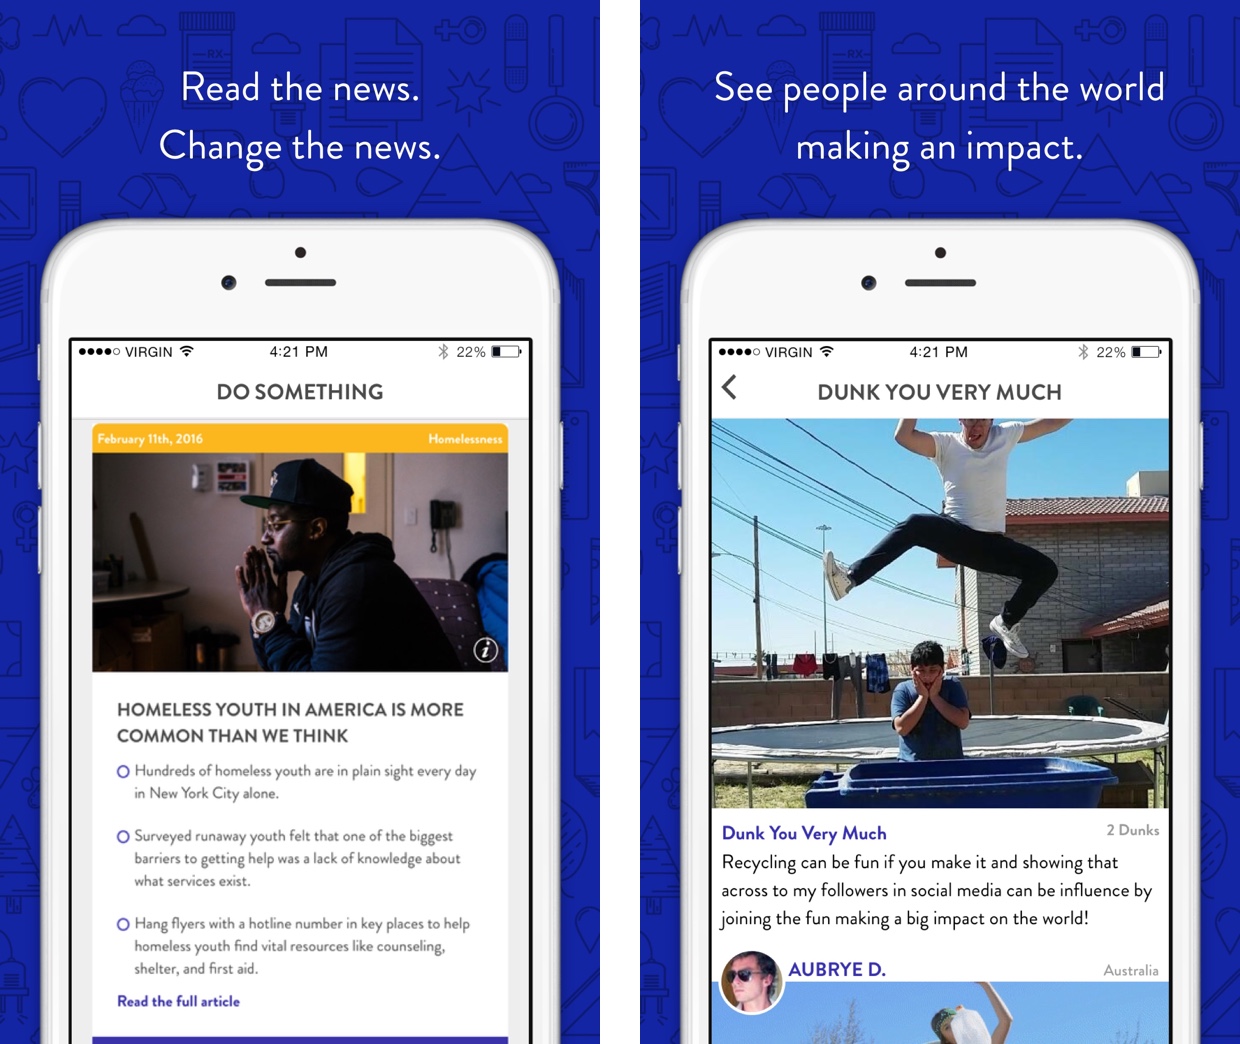 Read the news.
Change the news.
VIRGIN
4:21 PM
22%
DO SOMETHING
February 11th, 2016
Homelessness
i
HOMELESS YOUTH IN AMERICA IS MORE
COMMON THAN WE THINK
Hundreds of homeless youth are in plain sight every day
in New York City alone.
Surveyed runaway youth felt that one of the biggest
barriers to getting help was a lack of knowledge about
what services exist.
Hang flyers with a hotline number in key places to help
homeless youth find vital resources like counseling,
shelter, and first aid.
Read the full article
See people around the world
making an impact.
VIRGIN
4:21 PM
22%
DUNK YOU VERY MUCH
Dunk You Very Much
2 Dunks
Recycling can be fun if you make it and showing that
across to my followers in social media can be influence by
joining the fun making a big impact on the world!
AUBRYE D.
Australia
RX
RX